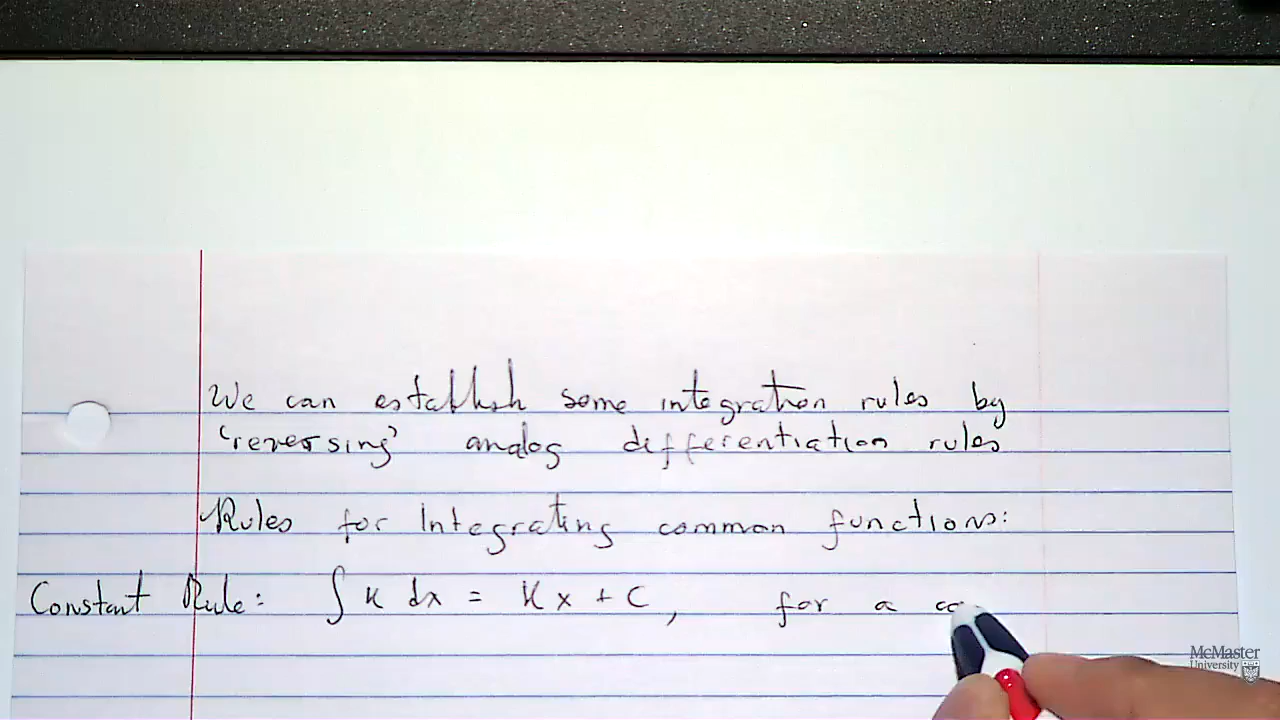 We can establish some integration rules by
'reversing' analog differentiation rules
Rules for Integrating common functions:
Constant Rule: ∫ K dx = Kx + C, for a co
McMaster
University